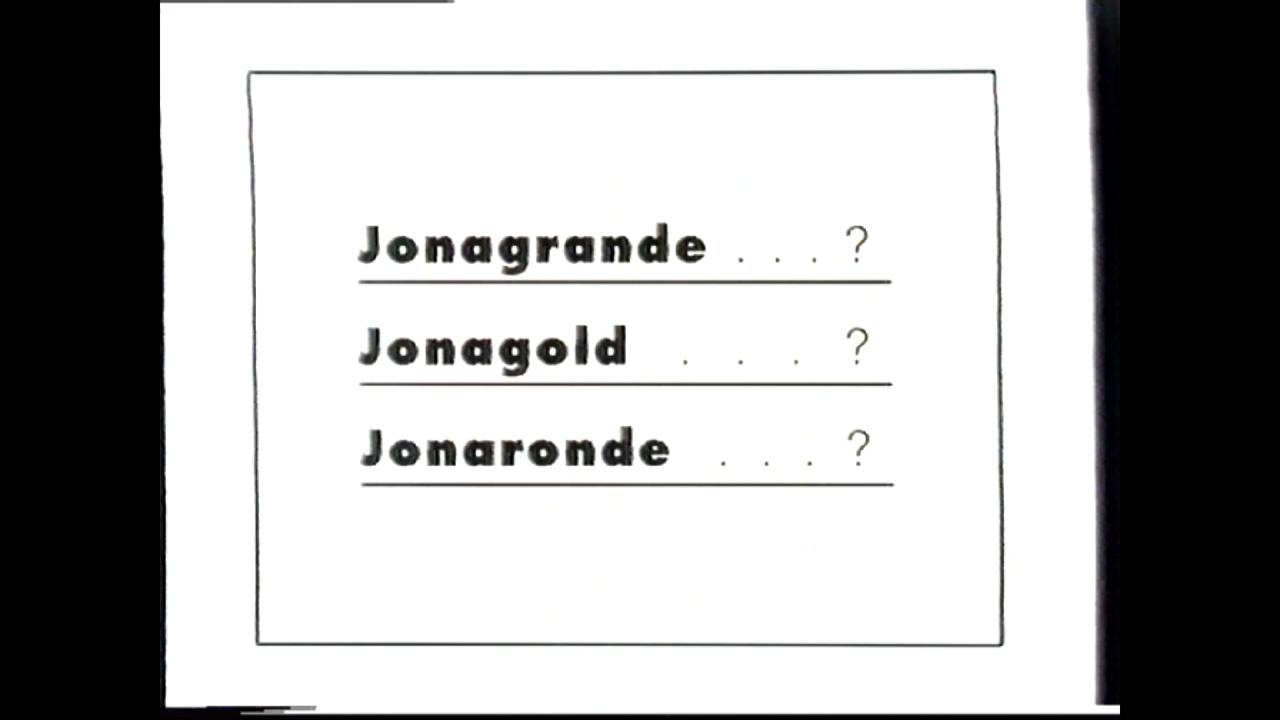 Jonagrande . . . ?
Jonagold . . . ?
Jonaronde . . . ?